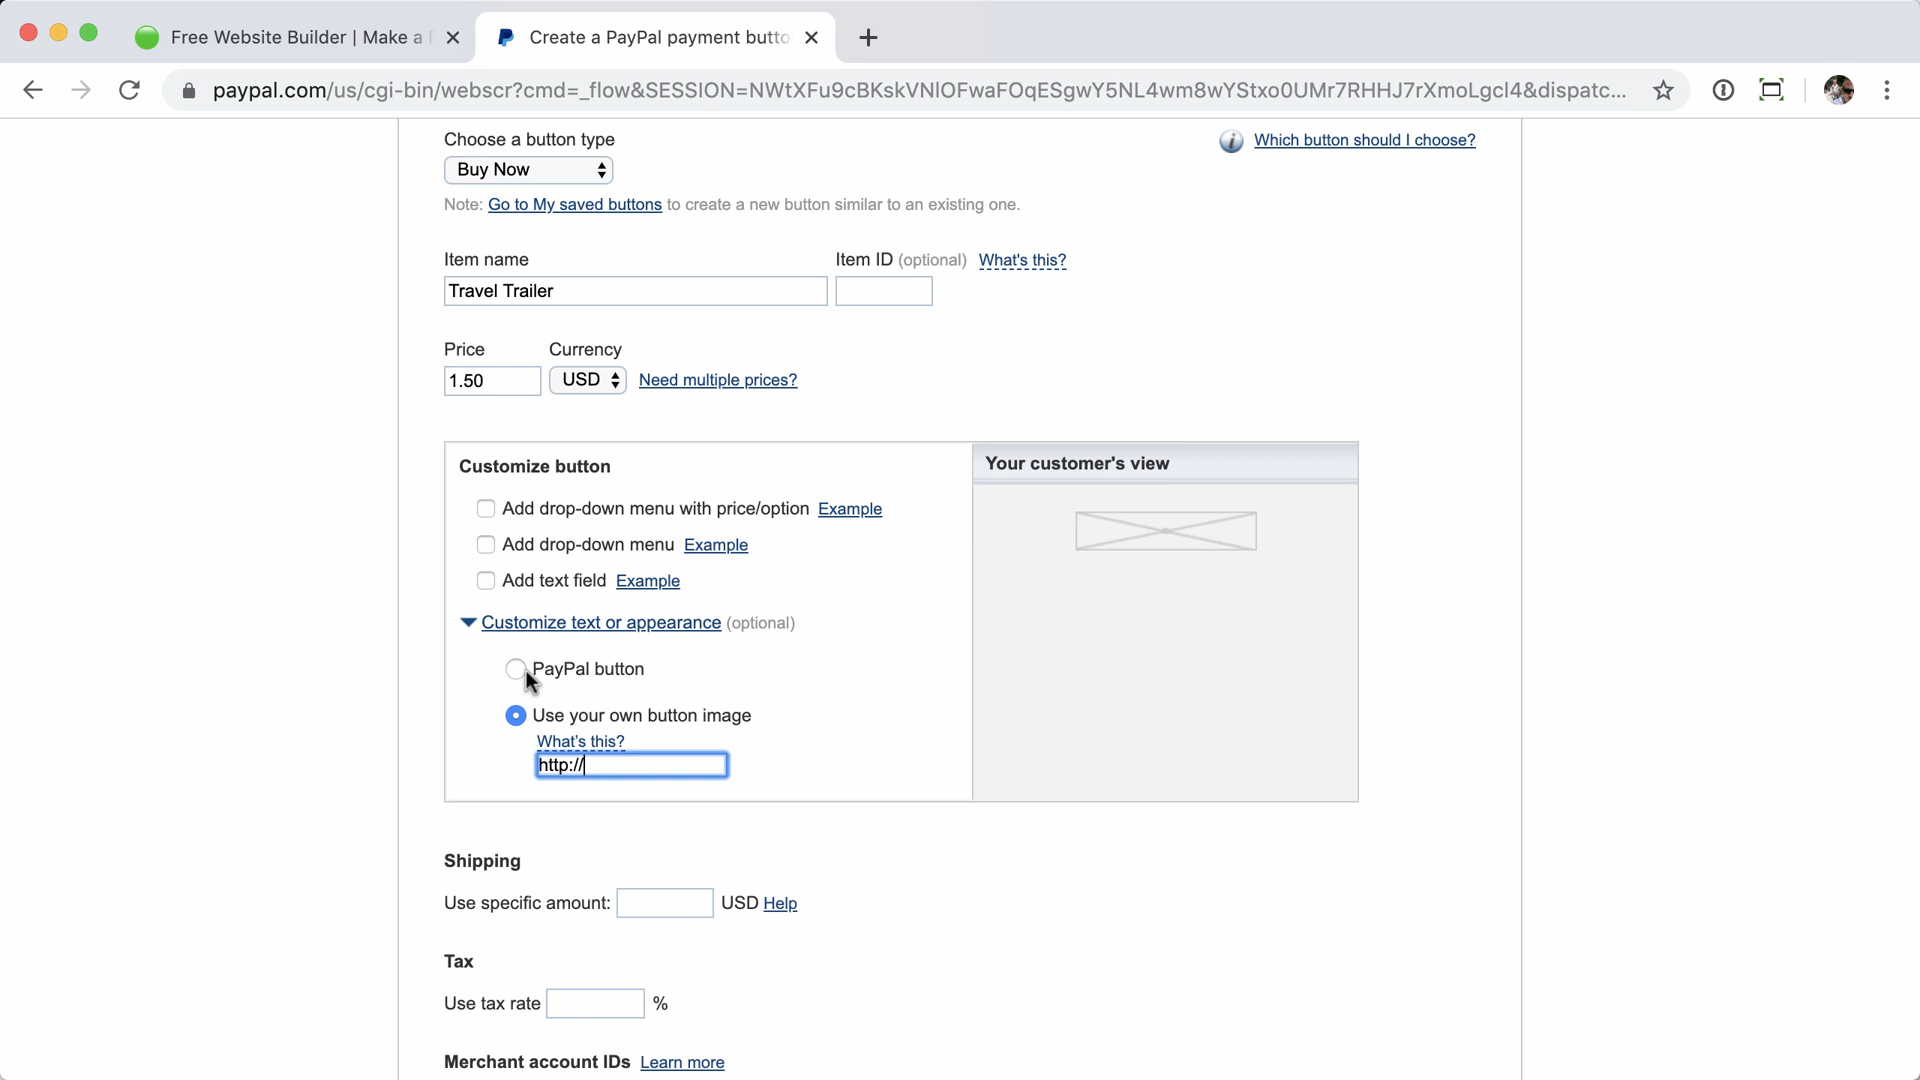 Free Website Builder | Make a F
Create a PayPal payment butto
paypal.com/us/cgi-bin/webscr?cmd=_flow&SESSION=NWtXFu9cBKskVNlOFwaFOqESgwY5NL4wm8wYStxo0UMr7RHHJ7rXmoLgcl4&dispatc...
Choose a button type
Which button should I choose?
Buy Now
Note: Go to My saved buttons to create a new button similar to an existing one.
Item name
Item ID (optional) What's this?
Travel Trailer
Price Currency
1.50 USD Need multiple prices?
Customize button
Your customer's view
Add drop-down menu with price/option Example
Add drop-down menu Example
Add text field Example
Customize text or appearance (optional)
PayPal button
Use your own button image
What's this?
http://
Shipping
Use specific amount: USD Help
Tax
Use tax rate %
Merchant account IDs Learn more